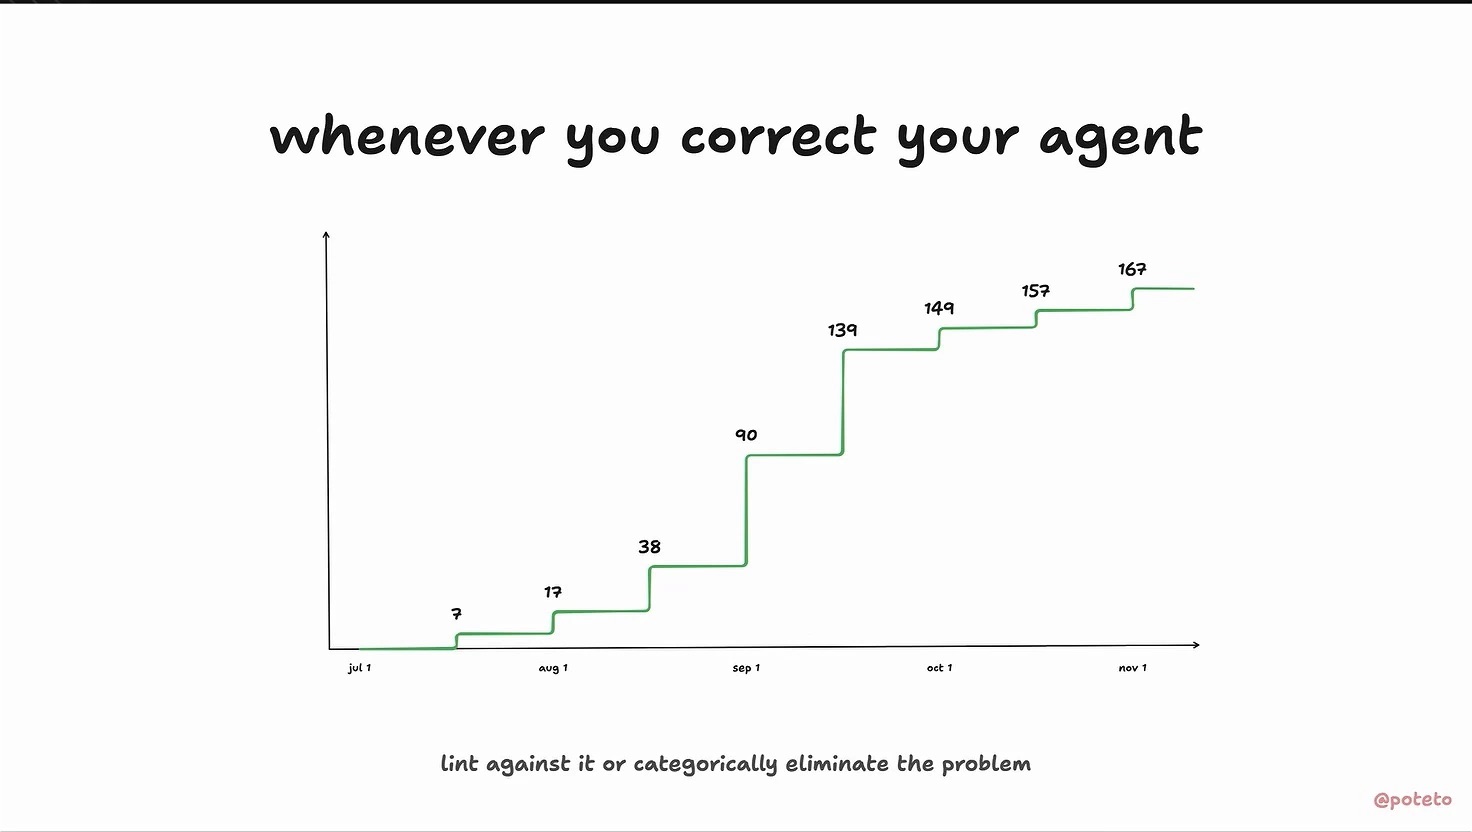 whenever you correct your agent
167
157
149
139
90
38
17
7
jul 1 aug 1 sep 1 oct 1 nov 1
lint against it or categorically eliminate the problem
@poteto